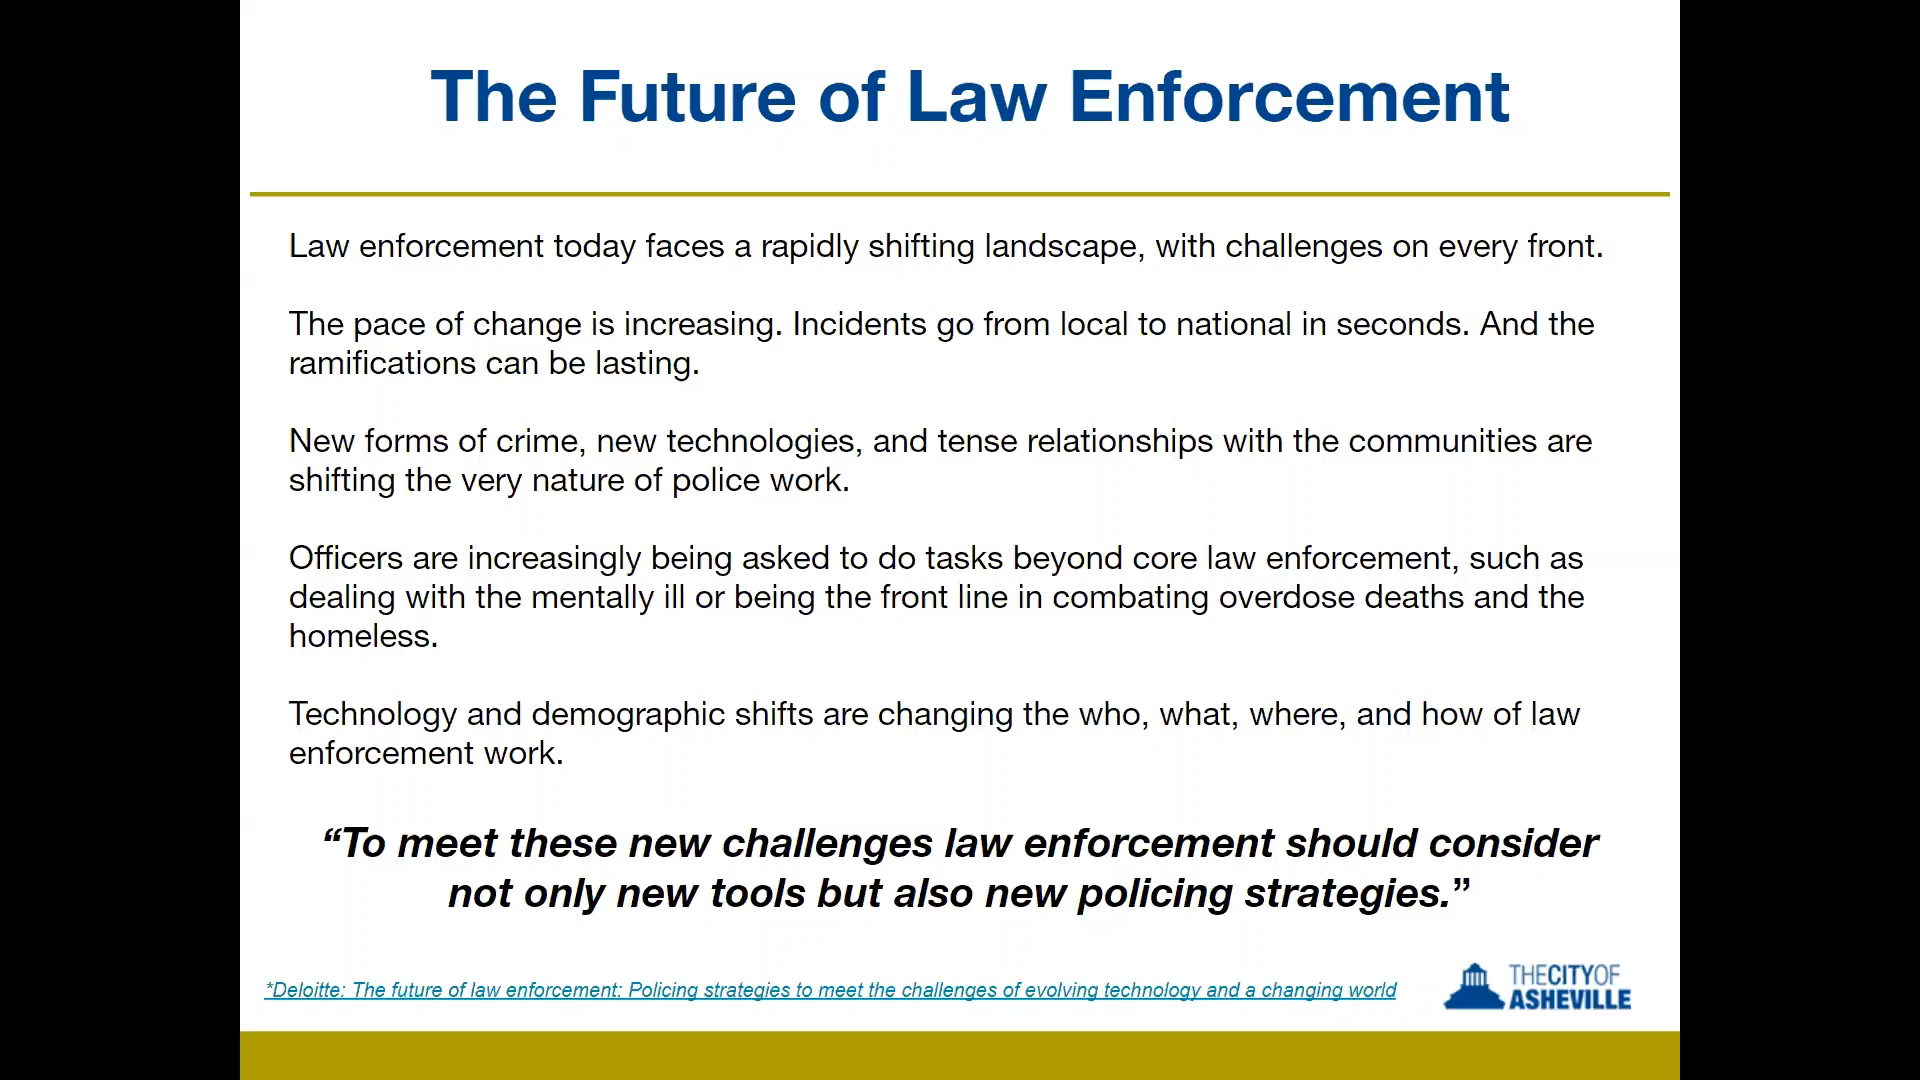 The Future of Law Enforcement
Law enforcement today faces a rapidly shifting landscape, with challenges on every front.
The pace of change is increasing. Incidents go from local to national in seconds. And the
ramifications can be lasting.
New forms of crime, new technologies, and tense relationships with the communities are
shifting the very nature of police work.
Officers are increasingly being asked to do tasks beyond core law enforcement, such as
dealing with the mentally ill or being the front line in combating overdose deaths and the
homeless.
Technology and demographic shifts are changing the who, what, where, and how of law
enforcement work.
“To meet these new challenges law enforcement should consider
not only new tools but also new policing strategies.”
*Deloitte: The future of law enforcement: Policing strategies to meet the challenges of evolving technology and a changing world
THECITYOF
ASHEVILLE